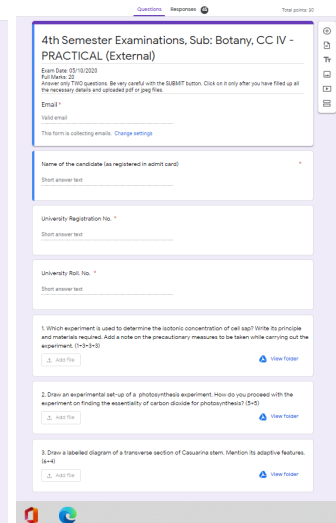 Questions Responses 46 Total points: 30
4th Semester Examinations, Sub: Botany, CC IV -
PRACTICAL (External)
Exam Date: 05/10/2020
Full Marks: 20
Answer only TWO questions. Be very careful with the SUBMIT button. Click on it only after you have filled up all
the necessary details and uploaded pdf or jpeg files.
Email *
Valid email
This form is collecting emails. Change settings
Name of the candidate (as registered in admit card) *
Short answer text
University Registration No. *
Short answer text
University Roll. No. *
Short answer text
1. Which experiment is used to determine the isotonic concentration of cell sap? Write its principle
and materials required. Add a note on the precautionary measures to be taken while carrying out the
experiment. (1+3+3+3)
Add file View folder
2. Draw an experimental set-up of a photosynthesis experiment. How do you proceed with the
experiment on finding the essentiality of carbon dioxide for photosynthesis? (5+5)
Add file View folder
3. Draw a labelled diagram of a transverse section of Casuarina stem. Mention its adaptive features.
(6+4)
Add file View folder